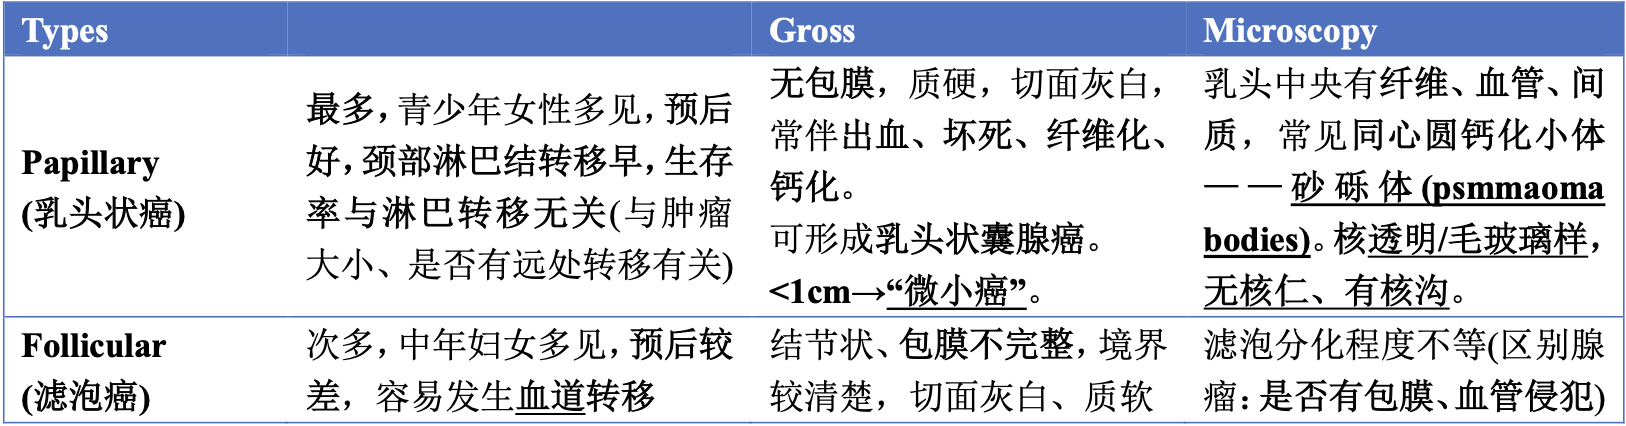 Types Gross Microscopy
Papillary
(乳头状癌)
最多，青少年女性多见，预后
好，颈部淋巴结转移早，生存
率与淋巴转移无关(与肿瘤
大小、是否有远处转移有关)
无包膜，质硬，切面灰白，
常伴出血、坏死、纤维化、
钙化。
可形成乳头状囊腺癌。
<1cm→“微小癌”。
乳头中央有纤维、血管、间
质，常见同心圆钙化小体
——砂砾体(psmmaoma
bodies)。核透明/毛玻璃样，
无核仁、有核沟。
Follicular
(滤泡癌)
次多，中年妇女多见，预后较
差，容易发生血道转移
结节状、包膜不完整，境界
较清楚，切面灰白、质软
滤泡分化程度不等(区别腺
瘤：是否有包膜、血管侵犯)